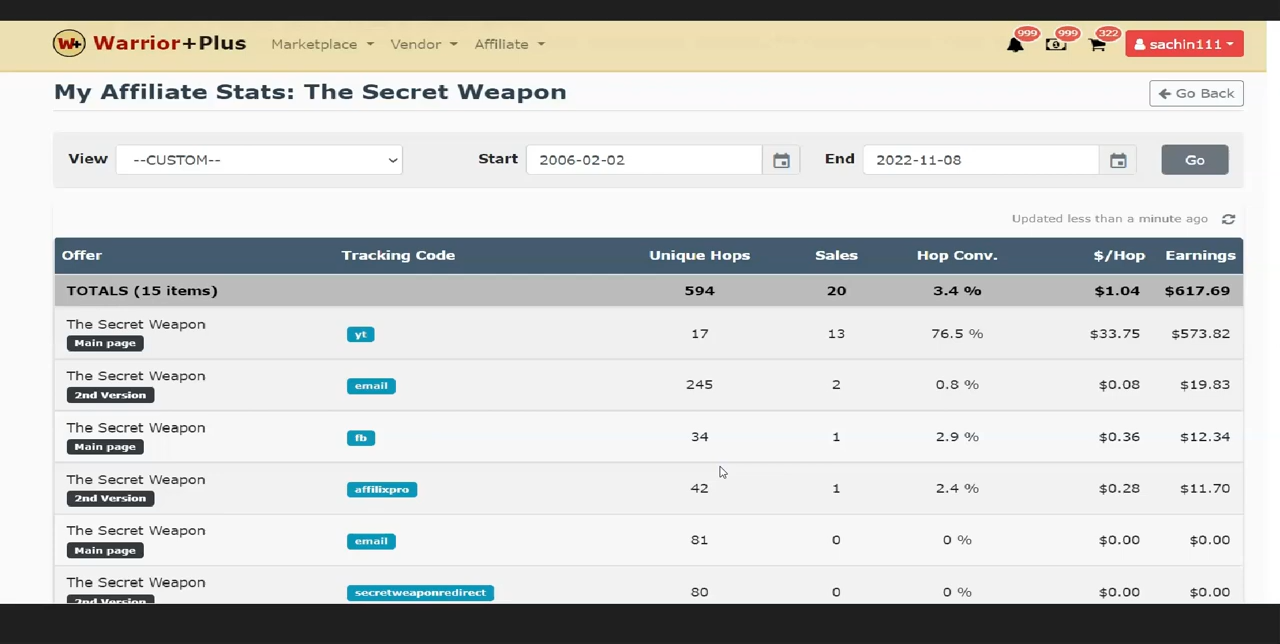 W+ Warrior+Plus Marketplace Vendor Affiliate 999 999 322 sachin111
My Affiliate Stats: The Secret Weapon Go Back
View --CUSTOM-- Start 2006-02-02 End 2022-11-08 Go
Updated less than a minute ago
Offer Tracking Code Unique Hops Sales Hop Conv. $/Hop Earnings
TOTALS (15 items) 594 20 3.4 % $1.04 $617.69
The Secret Weapon
Main page yt 17 13 76.5 % $33.75 $573.82
The Secret Weapon
2nd Version email 245 2 0.8 % $0.08 $19.83
The Secret Weapon
Main page fb 34 1 2.9 % $0.36 $12.34
The Secret Weapon
2nd Version affilixpro 42 1 2.4 % $0.28 $11.70
The Secret Weapon
Main page email 81 0 0 % $0.00 $0.00
The Secret Weapon
2nd Version secretweaponredirect 80 0 0 % $0.00 $0.00